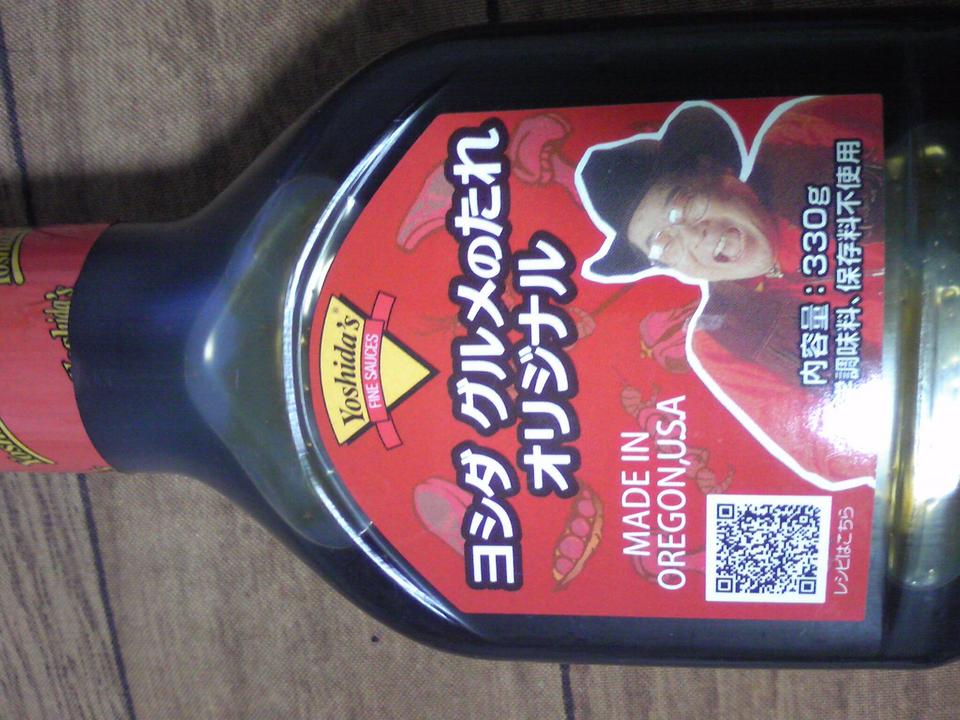 Yoshida's
FINE SAUCES
ヨシダ グルメのたれ
オリジナル
MADE IN
OREGON,U.S.A
内容量:330g
調味料、保存料不使用
レシピはこちら
Yoshida's